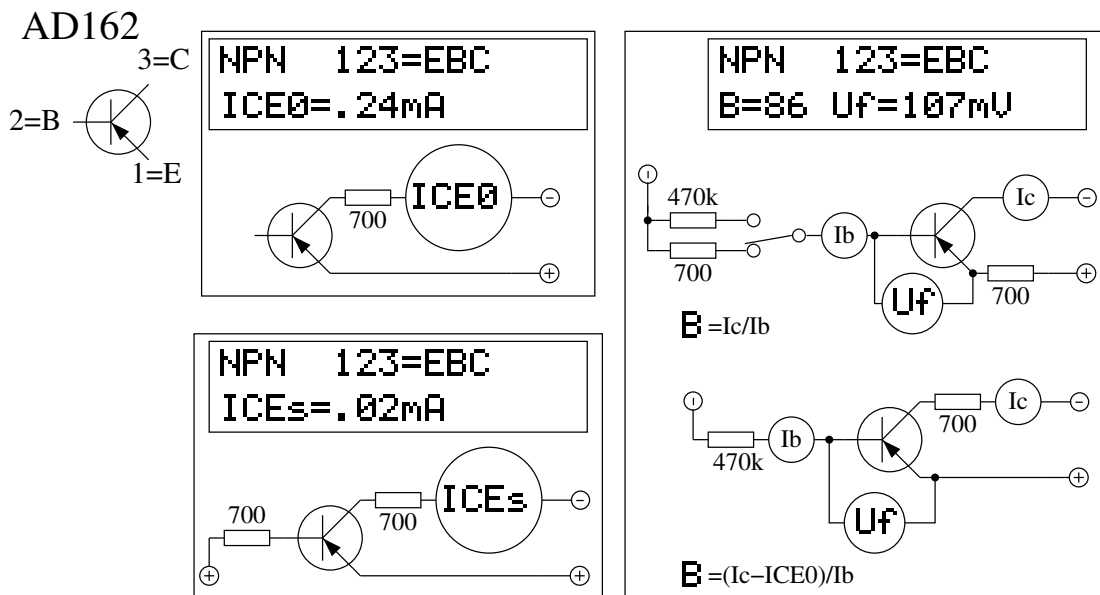 AD162
3=C
2=B
1=E
NPN 123=EBC
ICE0=.24mA
ICE0
700
−
+
NPN 123=EBC
ICEs=.02mA
ICEs
700
700
−
+
+
NPN 123=EBC
B=86 Uf=107mV
−
470k
700
Ib
Ic
−
+
700
Uf
B=Ic/Ib
−
470k
Ib
700
Ic
−
+
Uf
B=(Ic−ICE0)/Ib